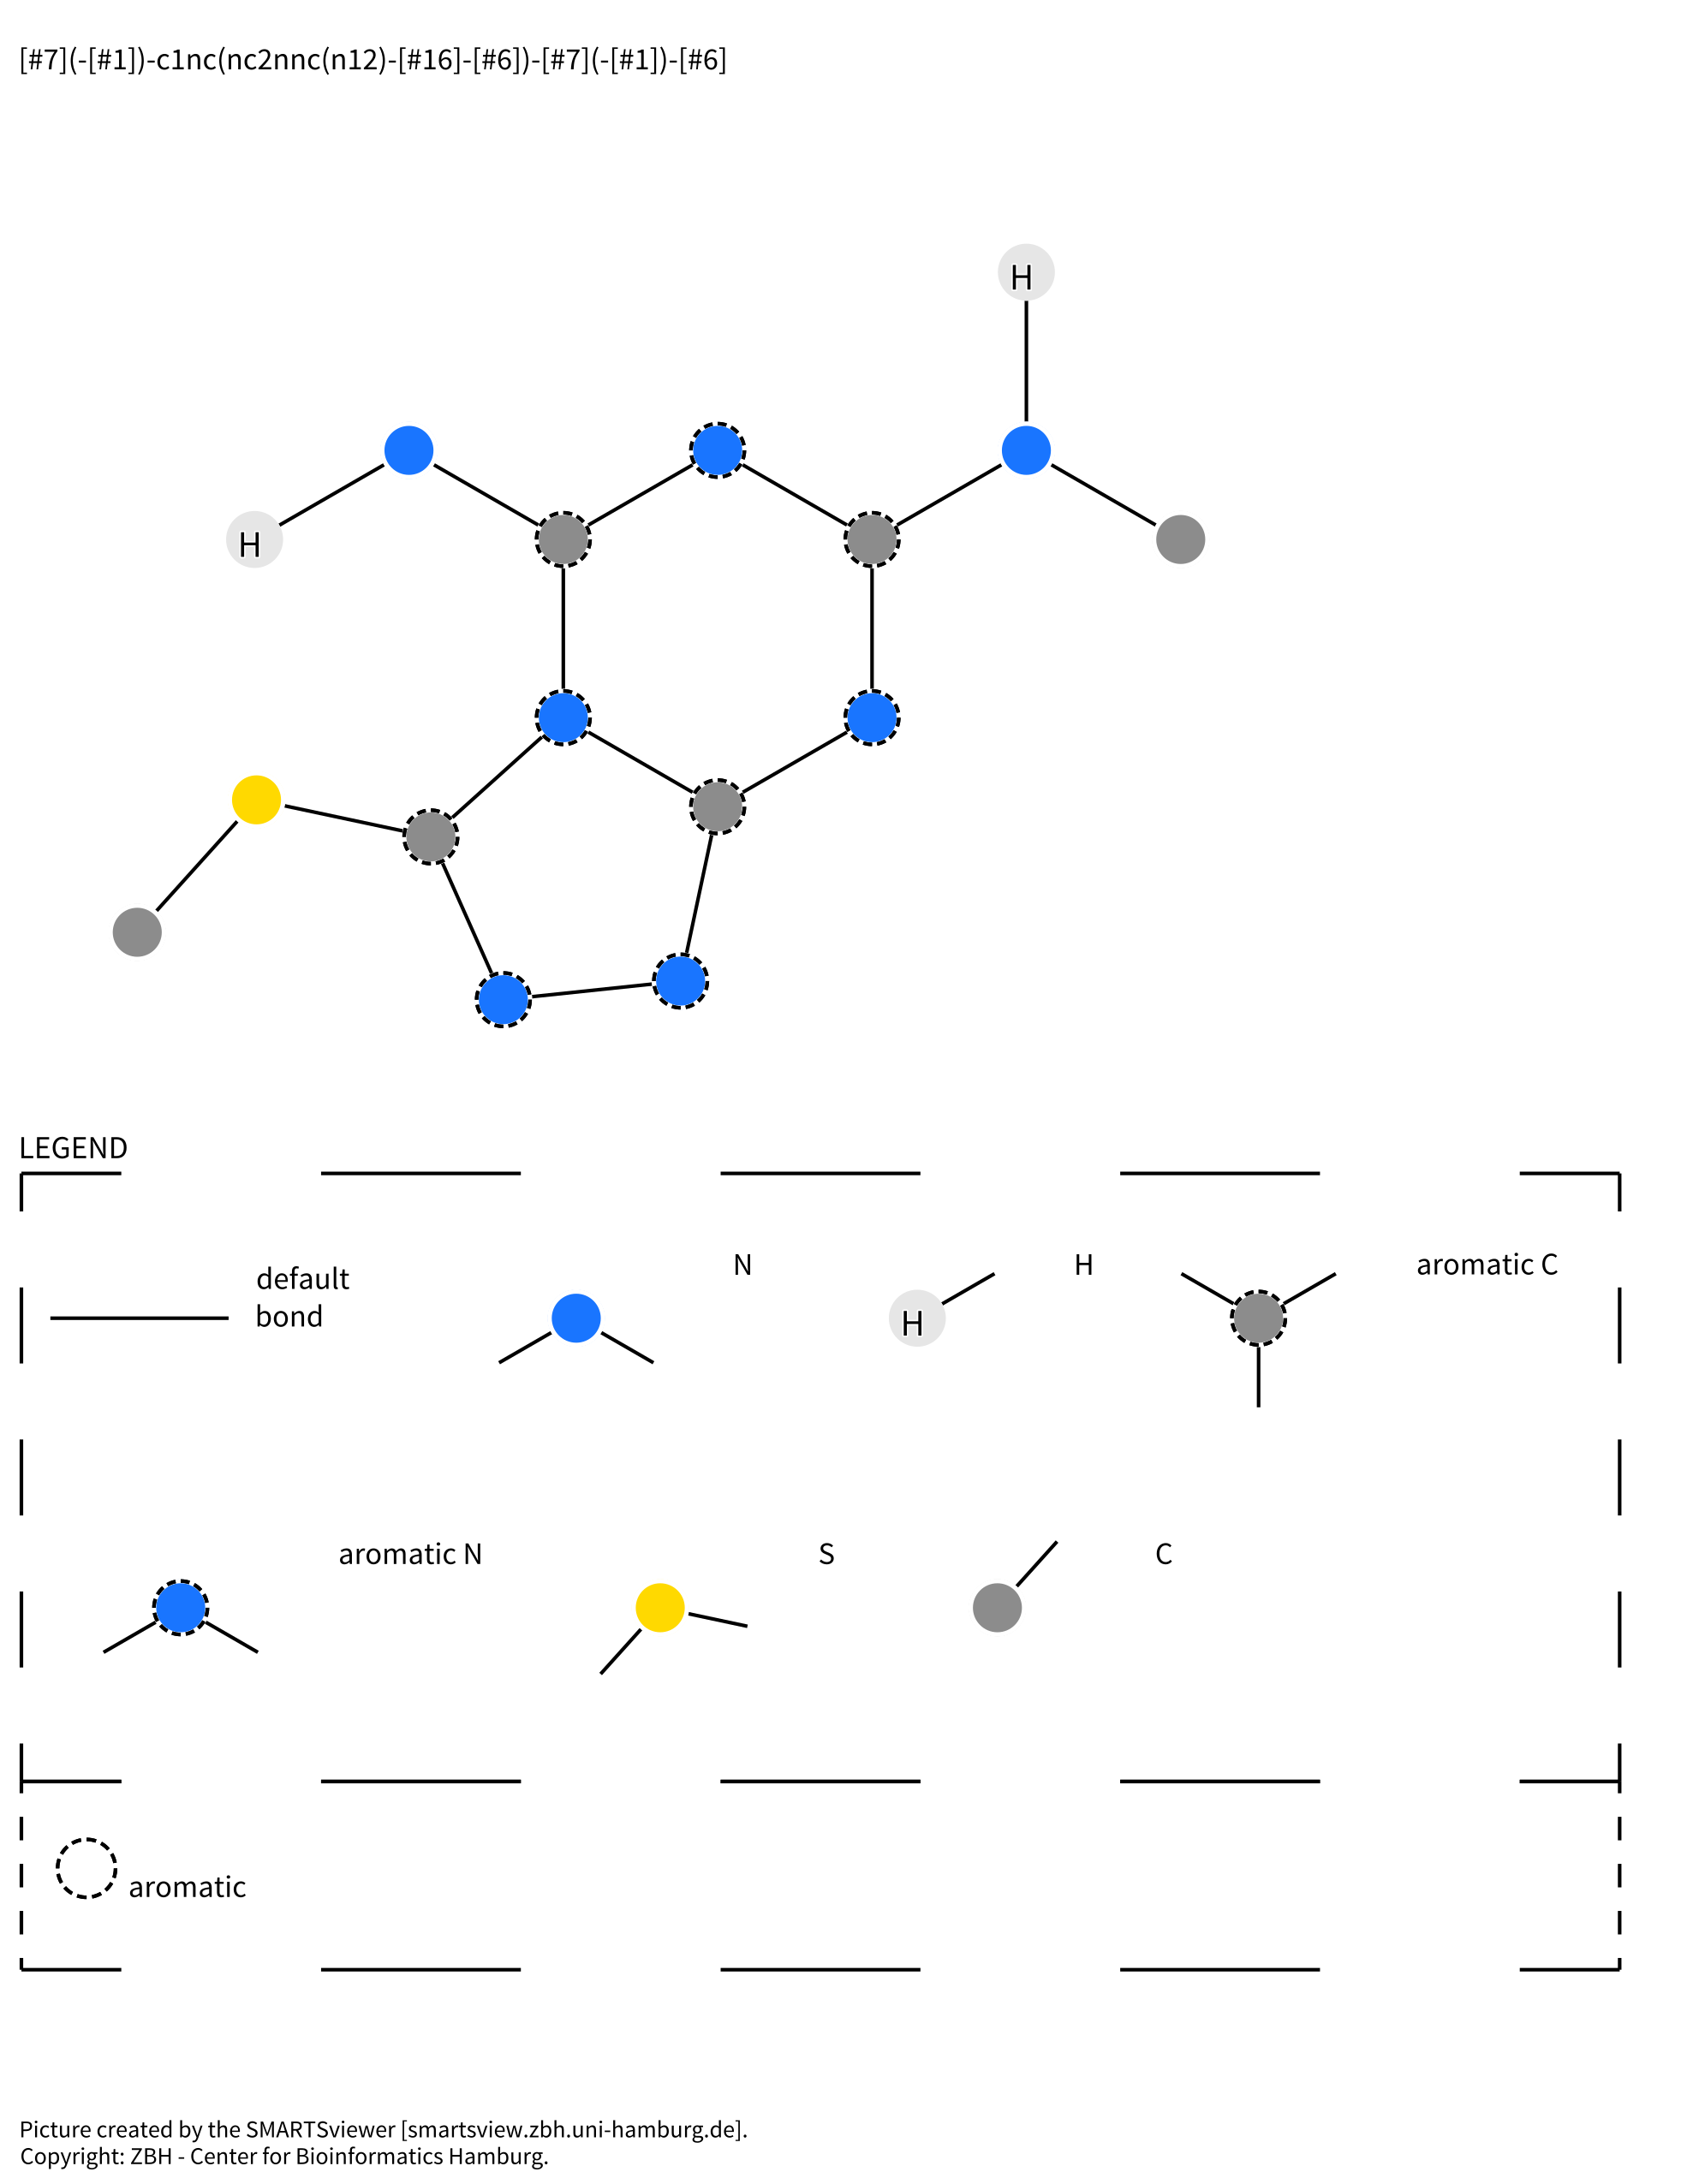 [#7](-[#1])-c1nc(nc2nnc(n12)-[#16]-[#6])-[#7](-[#1])-[#6]
H
H
LEGEND
default
bond
N
H
H
aromatic C
aromatic N
S
C
aromatic
Picture created by the SMARTSviewer [smartsview.zbh.uni-hamburg.de].
Copyright: ZBH - Center for Bioinformatics Hamburg.